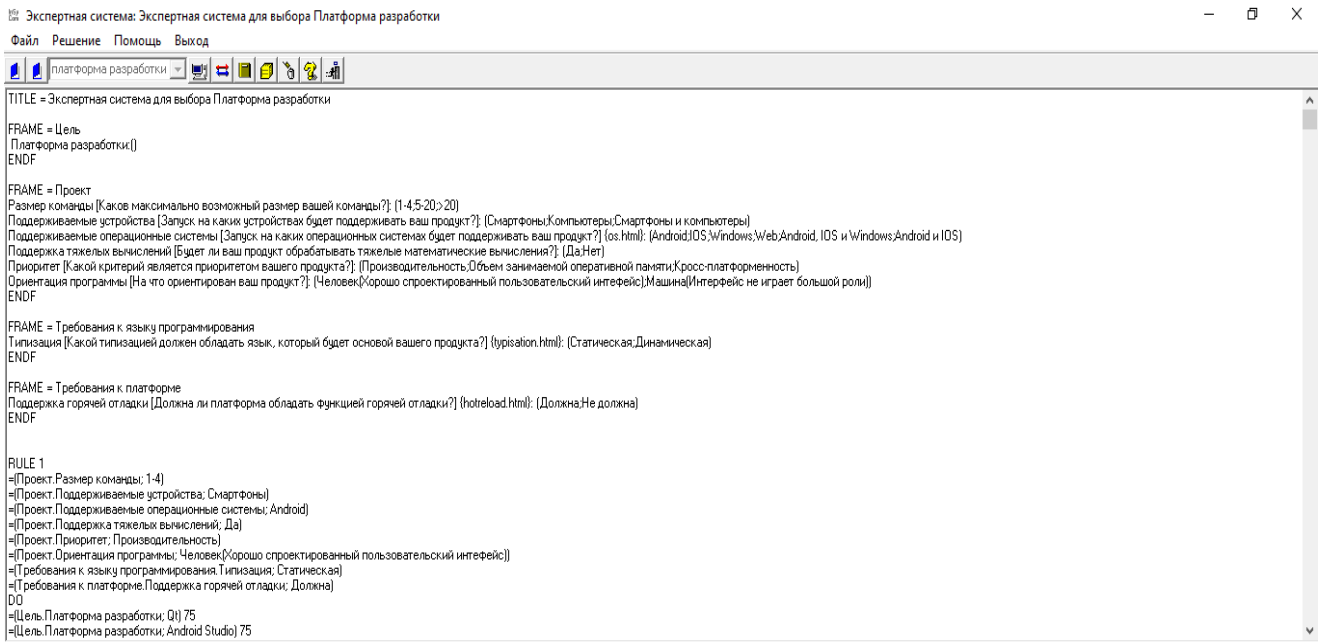 Экспертная система: Экспертная система для выбора Платформа разработки
Файл Решение Помощь Выход
платформа разработки
TITLE = Экспертная система для выбора Платформа разработки
FRAME = Цель
Платформа разработки:()
ENDF
FRAME = Проект
Размер команды [Каков максимально возможный размер вашей команды?]: (1-4;5-20;>20)
Поддерживаемые устройства [Запуск на каких устройствах будет поддерживать ваш продукт?]: (Смартфоны;Компьютеры;Смартфоны и компьютеры)
Поддерживаемые операционные системы [Запуск на каких операционных системах будет поддерживать ваш продукт?] {os.html}: (Android;IOS;Windows;Web;Android, IOS и Windows;Android и IOS)
Поддержка тяжелых вычислений [Будет ли ваш продукт обрабатывать тяжелые математические вычисления?]: (Да;Нет)
Приоритет [Какой критерий является приоритетом вашего продукта?]: (Производительность;Объем занимаемой оперативной памяти;Кросс-платформенность)
Ориентация программы [На что ориентирован ваш продукт?]: (Человек(Хорошо спроектированный пользовательский интефейс);Машина(Интерфейс не играет большой роли))
ENDF
FRAME = Требования к языку программирования
Типизация [Какой типизацией должен обладать язык, который будет основой вашего продукта?] {typisation.html}: (Статическая;Динамическая)
ENDF
FRAME = Требования к платформе
Поддержка горячей отладки [Должна ли платформа обладать функцией горячей отладки?] {hotreload.html}: (Должна;Не должна)
ENDF
RULE 1
=(Проект.Размер команды; 1-4)
=(Проект.Поддерживаемые устройства; Смартфоны)
=(Проект.Поддерживаемые операционные системы; Android)
=(Проект.Поддержка тяжелых вычислений; Да)
=(Проект.Приоритет; Производительность)
=(Проект.Ориентация программы; Человек(Хорошо спроектированный пользовательский интефейс))
=(Требования к языку программирования.Типизация; Статическая)
=(Требования к платформе.Поддержка горячей отладки; Должна)
DO
=(Цель.Платформа разработки; Qt) 75
=(Цель.Платформа разработки; Android Studio) 75